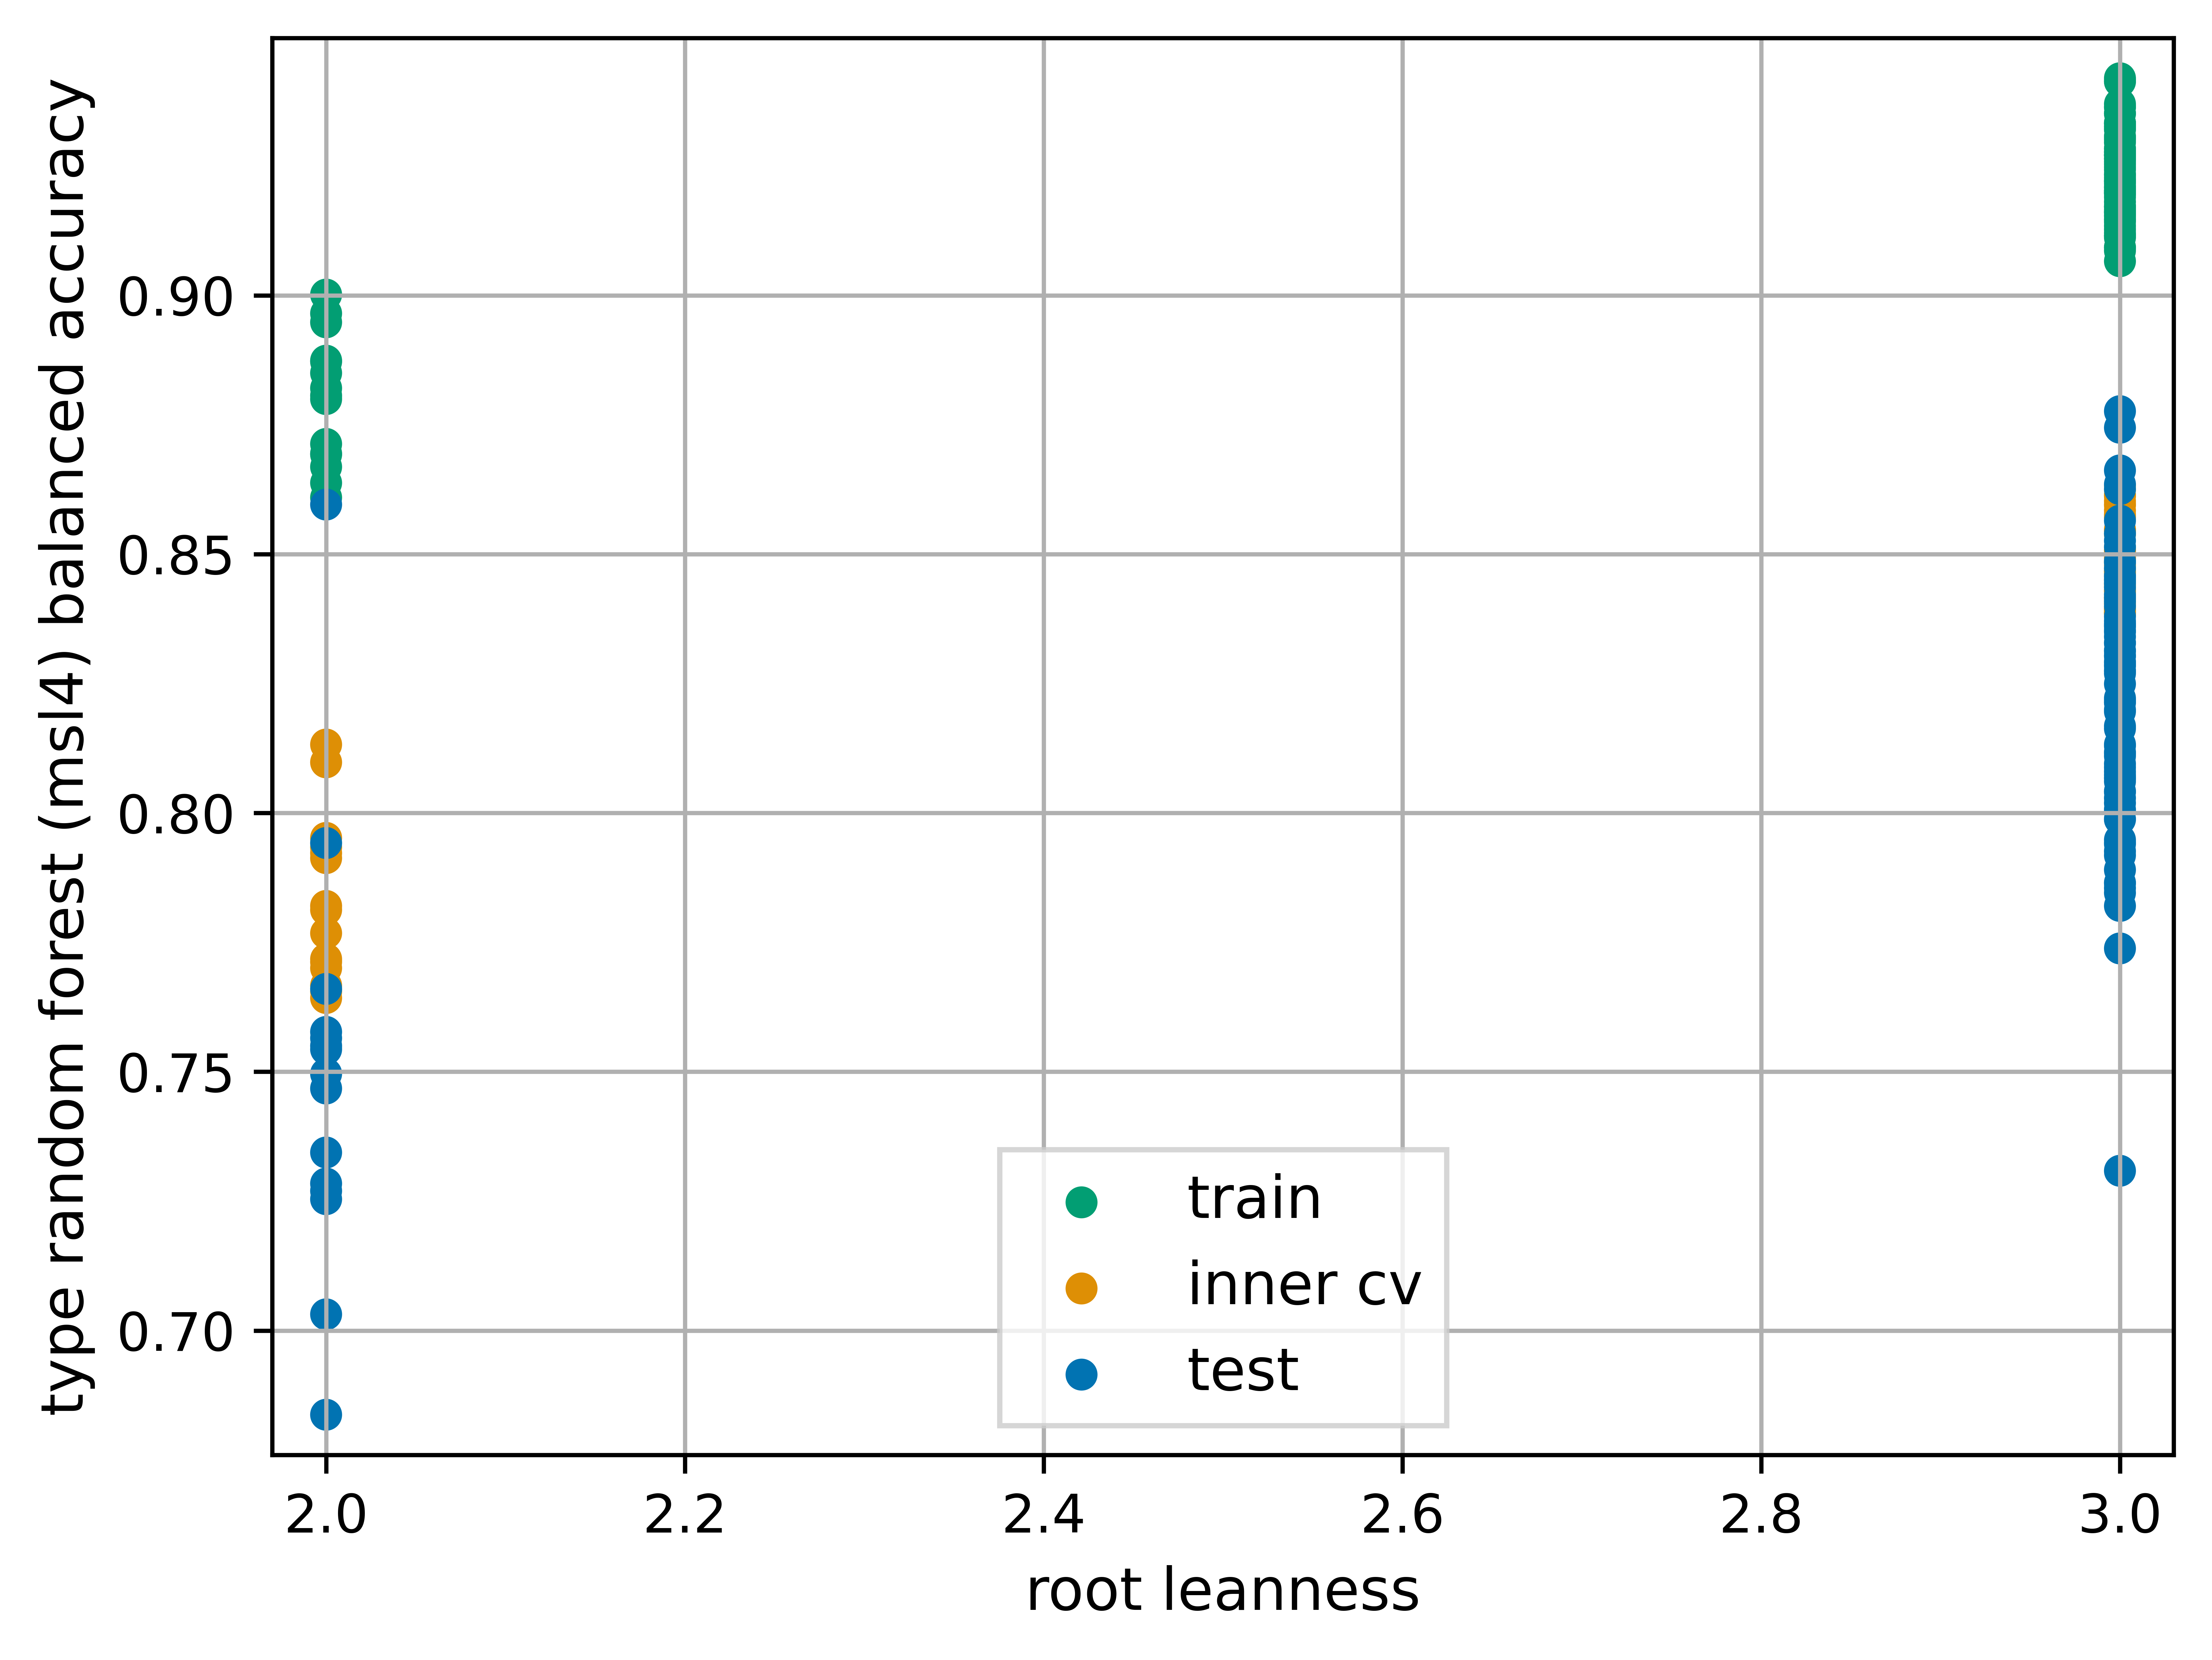 type random forest (msl4) balanced accuracy
0.90
0.85
0.80
0.75
0.70
train
inner cv
test
2.0 2.2 2.4 2.6 2.8 3.0
root leanness